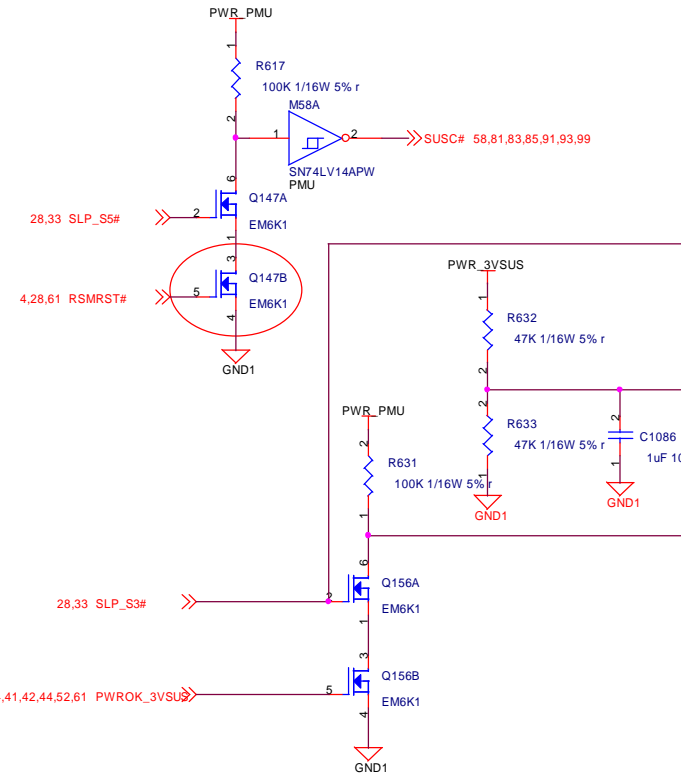 PWR_PMU
1
R617
100K 1/16W 5% r
2
M58A
1
2
SUSC# 58,81,83,85,91,93,99
SN74LV14APW
PMU
6
Q147A
28,33 SLP_S5#
2
EM6K1
1
3
Q147B
4,28,61 RSMRST#
5
EM6K1
4
GND1
PWR_3VSUS
1
R632
47K 1/16W 5% r
2
2
R633
47K 1/16W 5% r
1
GND1
2
C1086
1uF 10
1
GND1
PWR_PMU
2
R631
100K 1/16W 5% r
1
6
Q156A
28,33 SLP_S3#
2
EM6K1
1
3
Q156B
,41,42,44,52,61 PWROK_3VSUS
5
EM6K1
4
GND1